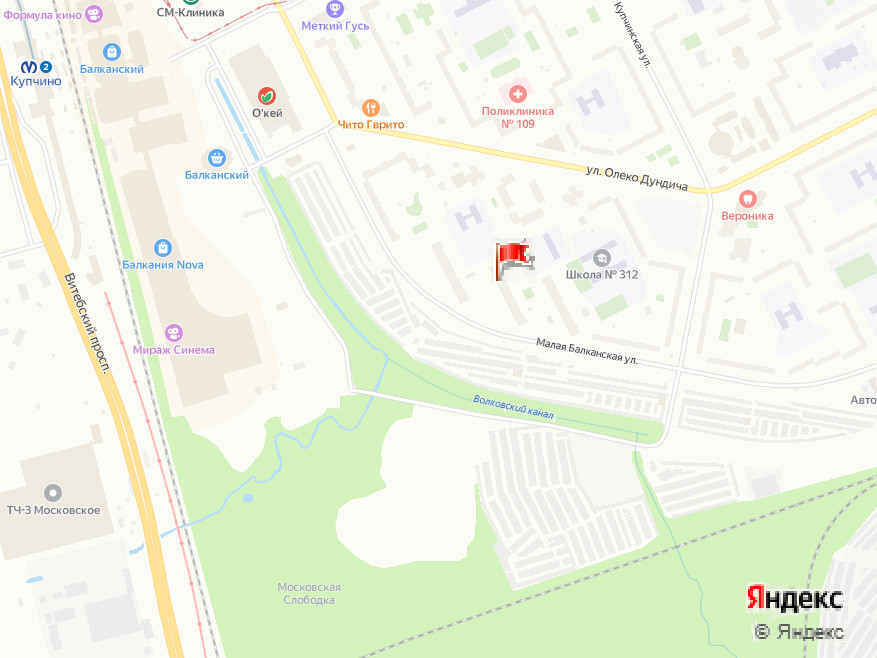 Формула кино
СМ-Клиника
Меткий Гусь
Купчинская ул.
2
Купчино
Балканский
О'кей
Чито Гврито
Поликлиника
№ 109
Балканский
ул. Олеко Дундича
Вероника
Балкания Nova
Школа № 312
Витебский просп.
Мираж Синема
Малая Балканская ул.
Волковский канал
Авто
ТЧ-3 Московское
Московская
Слободка
Яндекс
© Яндекс